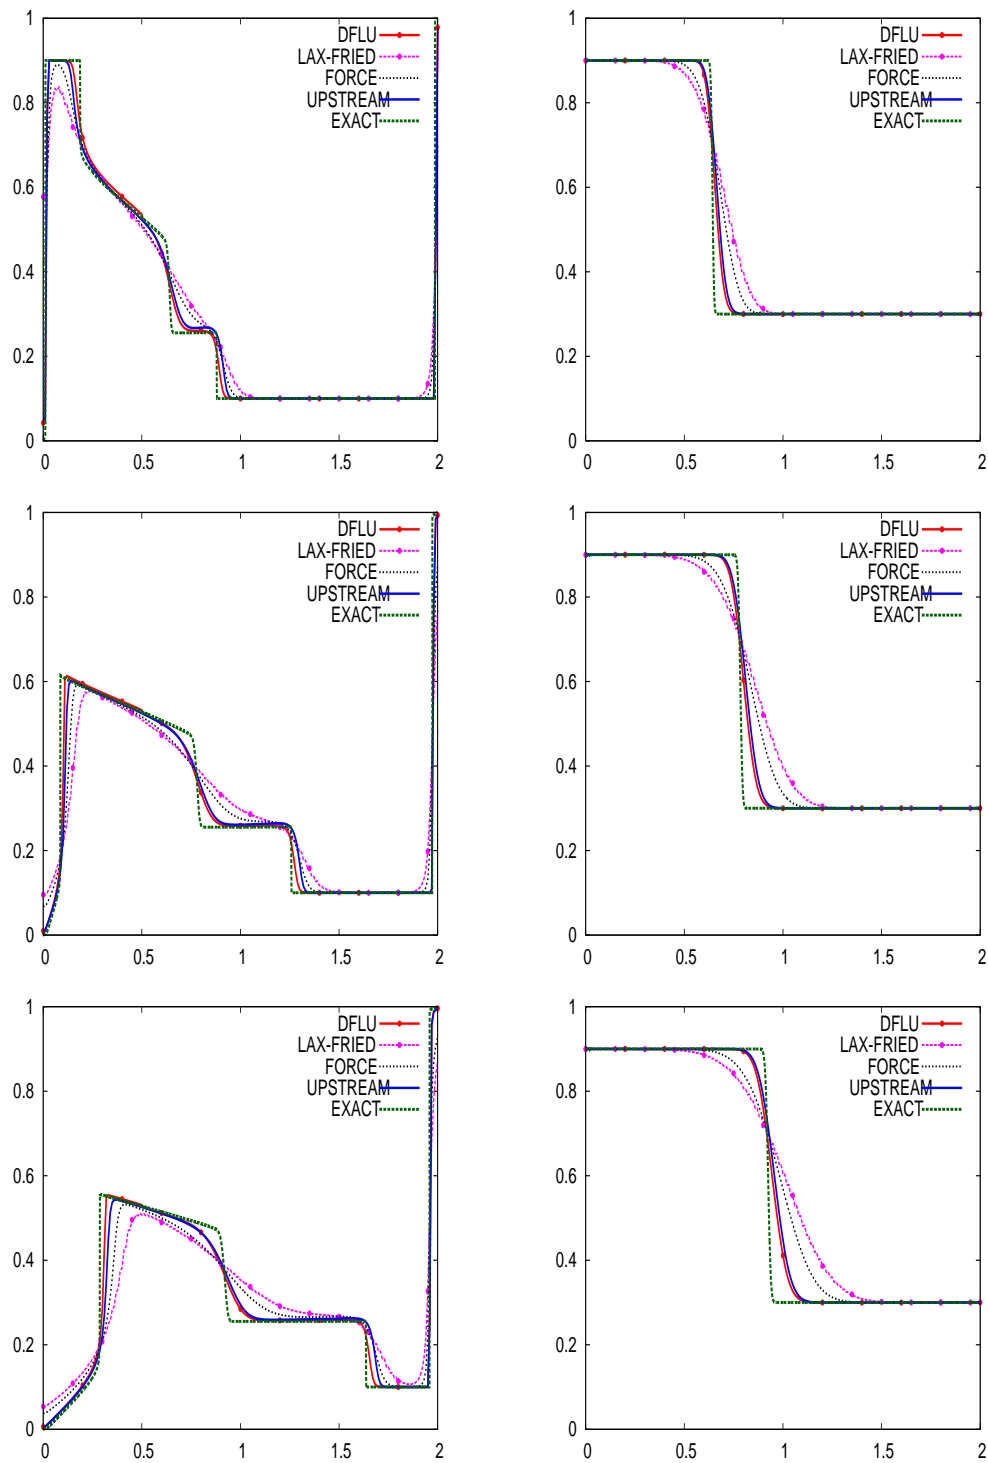 1
0.8
0.6
0.4
0.2
0
0 0.5 1 1.5 2
DFLU
LAX-FRIED
FORCE
UPSTREAM
EXACT
1
0.8
0.6
0.4
0.2
0
0 0.5 1 1.5 2
DFLU
LAX-FRIED
FORCE
UPSTREAM
EXACT
1
0.8
0.6
0.4
0.2
0
0 0.5 1 1.5 2
DFLU
LAX-FRIED
FORCE
UPSTREAM
EXACT
1
0.8
0.6
0.4
0.2
0
0 0.5 1 1.5 2
DFLU
LAX-FRIED
FORCE
UPSTREAM
EXACT
1
0.8
0.6
0.4
0.2
0
0 0.5 1 1.5 2
DFLU
LAX-FRIED
FORCE
UPSTREAM
EXACT
1
0.8
0.6
0.4
0.2
0
0 0.5 1 1.5 2
DFLU
LAX-FRIED
FORCE
UPSTREAM
EXACT